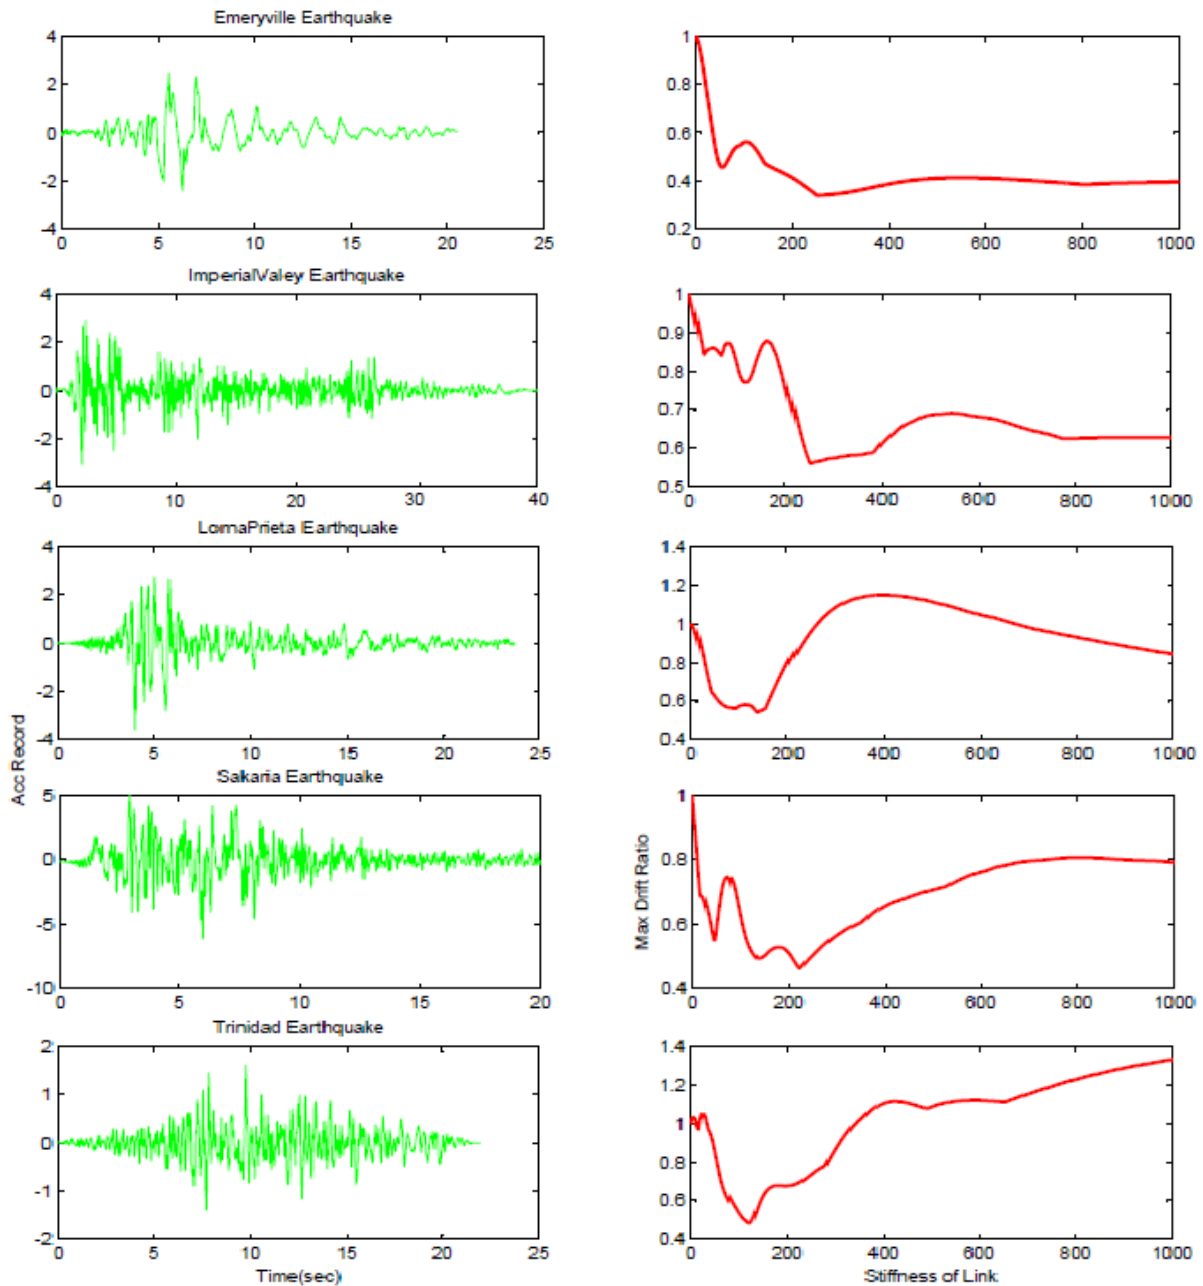 Emeryville Earthquake
4
2
0
-2
-4
0 5 10 15 20 25
1
0.8
0.6
0.4
0.2
0 200 400 600 800 1000
ImperialValey Earthquake
4
2
0
-2
-4
0 10 20 30 40
1
0.9
0.8
0.7
0.6
0.5
0 200 400 600 800 1000
LomaPrieta Earthquake
4
2
0
-2
-4
0 5 10 15 20 25
1.4
1.2
1
0.8
0.6
0.4
0 200 400 600 800 1000
Acc Record
Sakaria Earthquake
5
0
-5
-10
0 5 10 15 20
Max Drift Ratio
1
0.8
0.6
0.4
0 200 400 600 800 1000
Trinidad Earthquake
2
1
0
-1
-2
0 5 10 15 20 25
Time(sec)
1.4
1.2
1
0.8
0.6
0.4
0 200 400 600 800 1000
Stiffness of Link